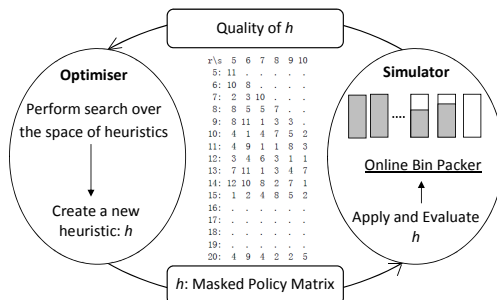 Quality of h
Optimiser
Perform search over
the space of heuristics
Create a new
heuristic: h
r\s 5 6 7 8 9 10
5: 11 . . . . .
6: 10 8 . . . .
7: 2 3 10 . . .
8: 8 5 5 7 . .
9: 8 11 1 3 3 .
10: 4 1 4 7 5 2
11: 4 9 1 1 8 3
12: 3 4 6 3 1 1
13: 7 11 1 3 4 7
14: 12 10 8 2 7 1
15: 1 2 4 8 5 2
16: . . . . . .
17: . . . . . .
18: . . . . . .
19: . . . . . .
20: 4 9 4 2 2 5
Simulator
....
Online Bin Packer
Apply and Evaluate
h
h: Masked Policy Matrix